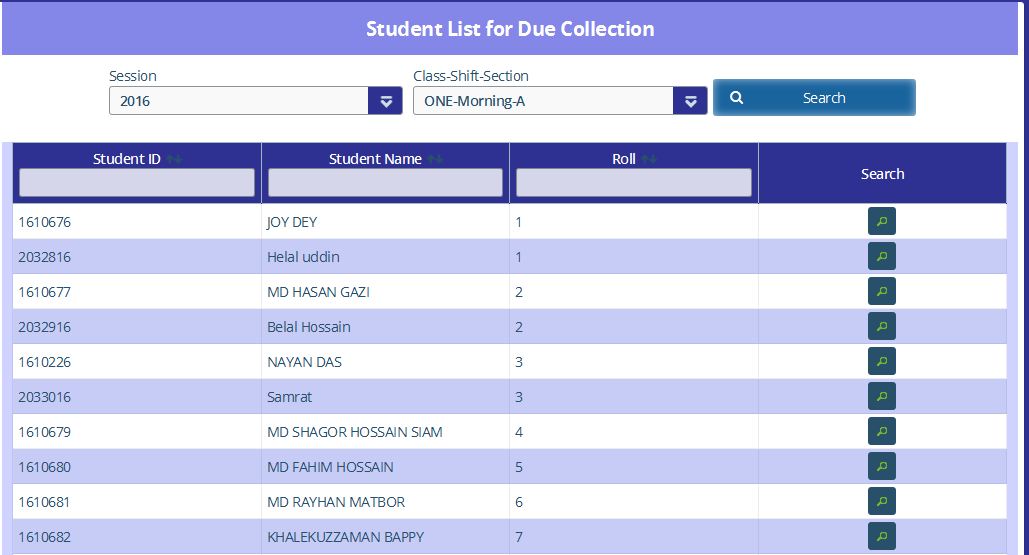 Student List for Due Collection
Session Class-Shift-Section
2016 ONE-Morning-A Search
Student ID Student Name Roll Search
1610676 JOY DEY 1
2032816 Helal uddin 1
1610677 MD HASAN GAZI 2
2032916 Belal Hossain 2
1610226 NAYAN DAS 3
2033016 Samrat 3
1610679 MD SHAGOR HOSSAIN SIAM 4
1610680 MD FAHIM HOSSAIN 5
1610681 MD RAYHAN MATBOR 6
1610682 KHALEKUZZAMAN BAPPY 7